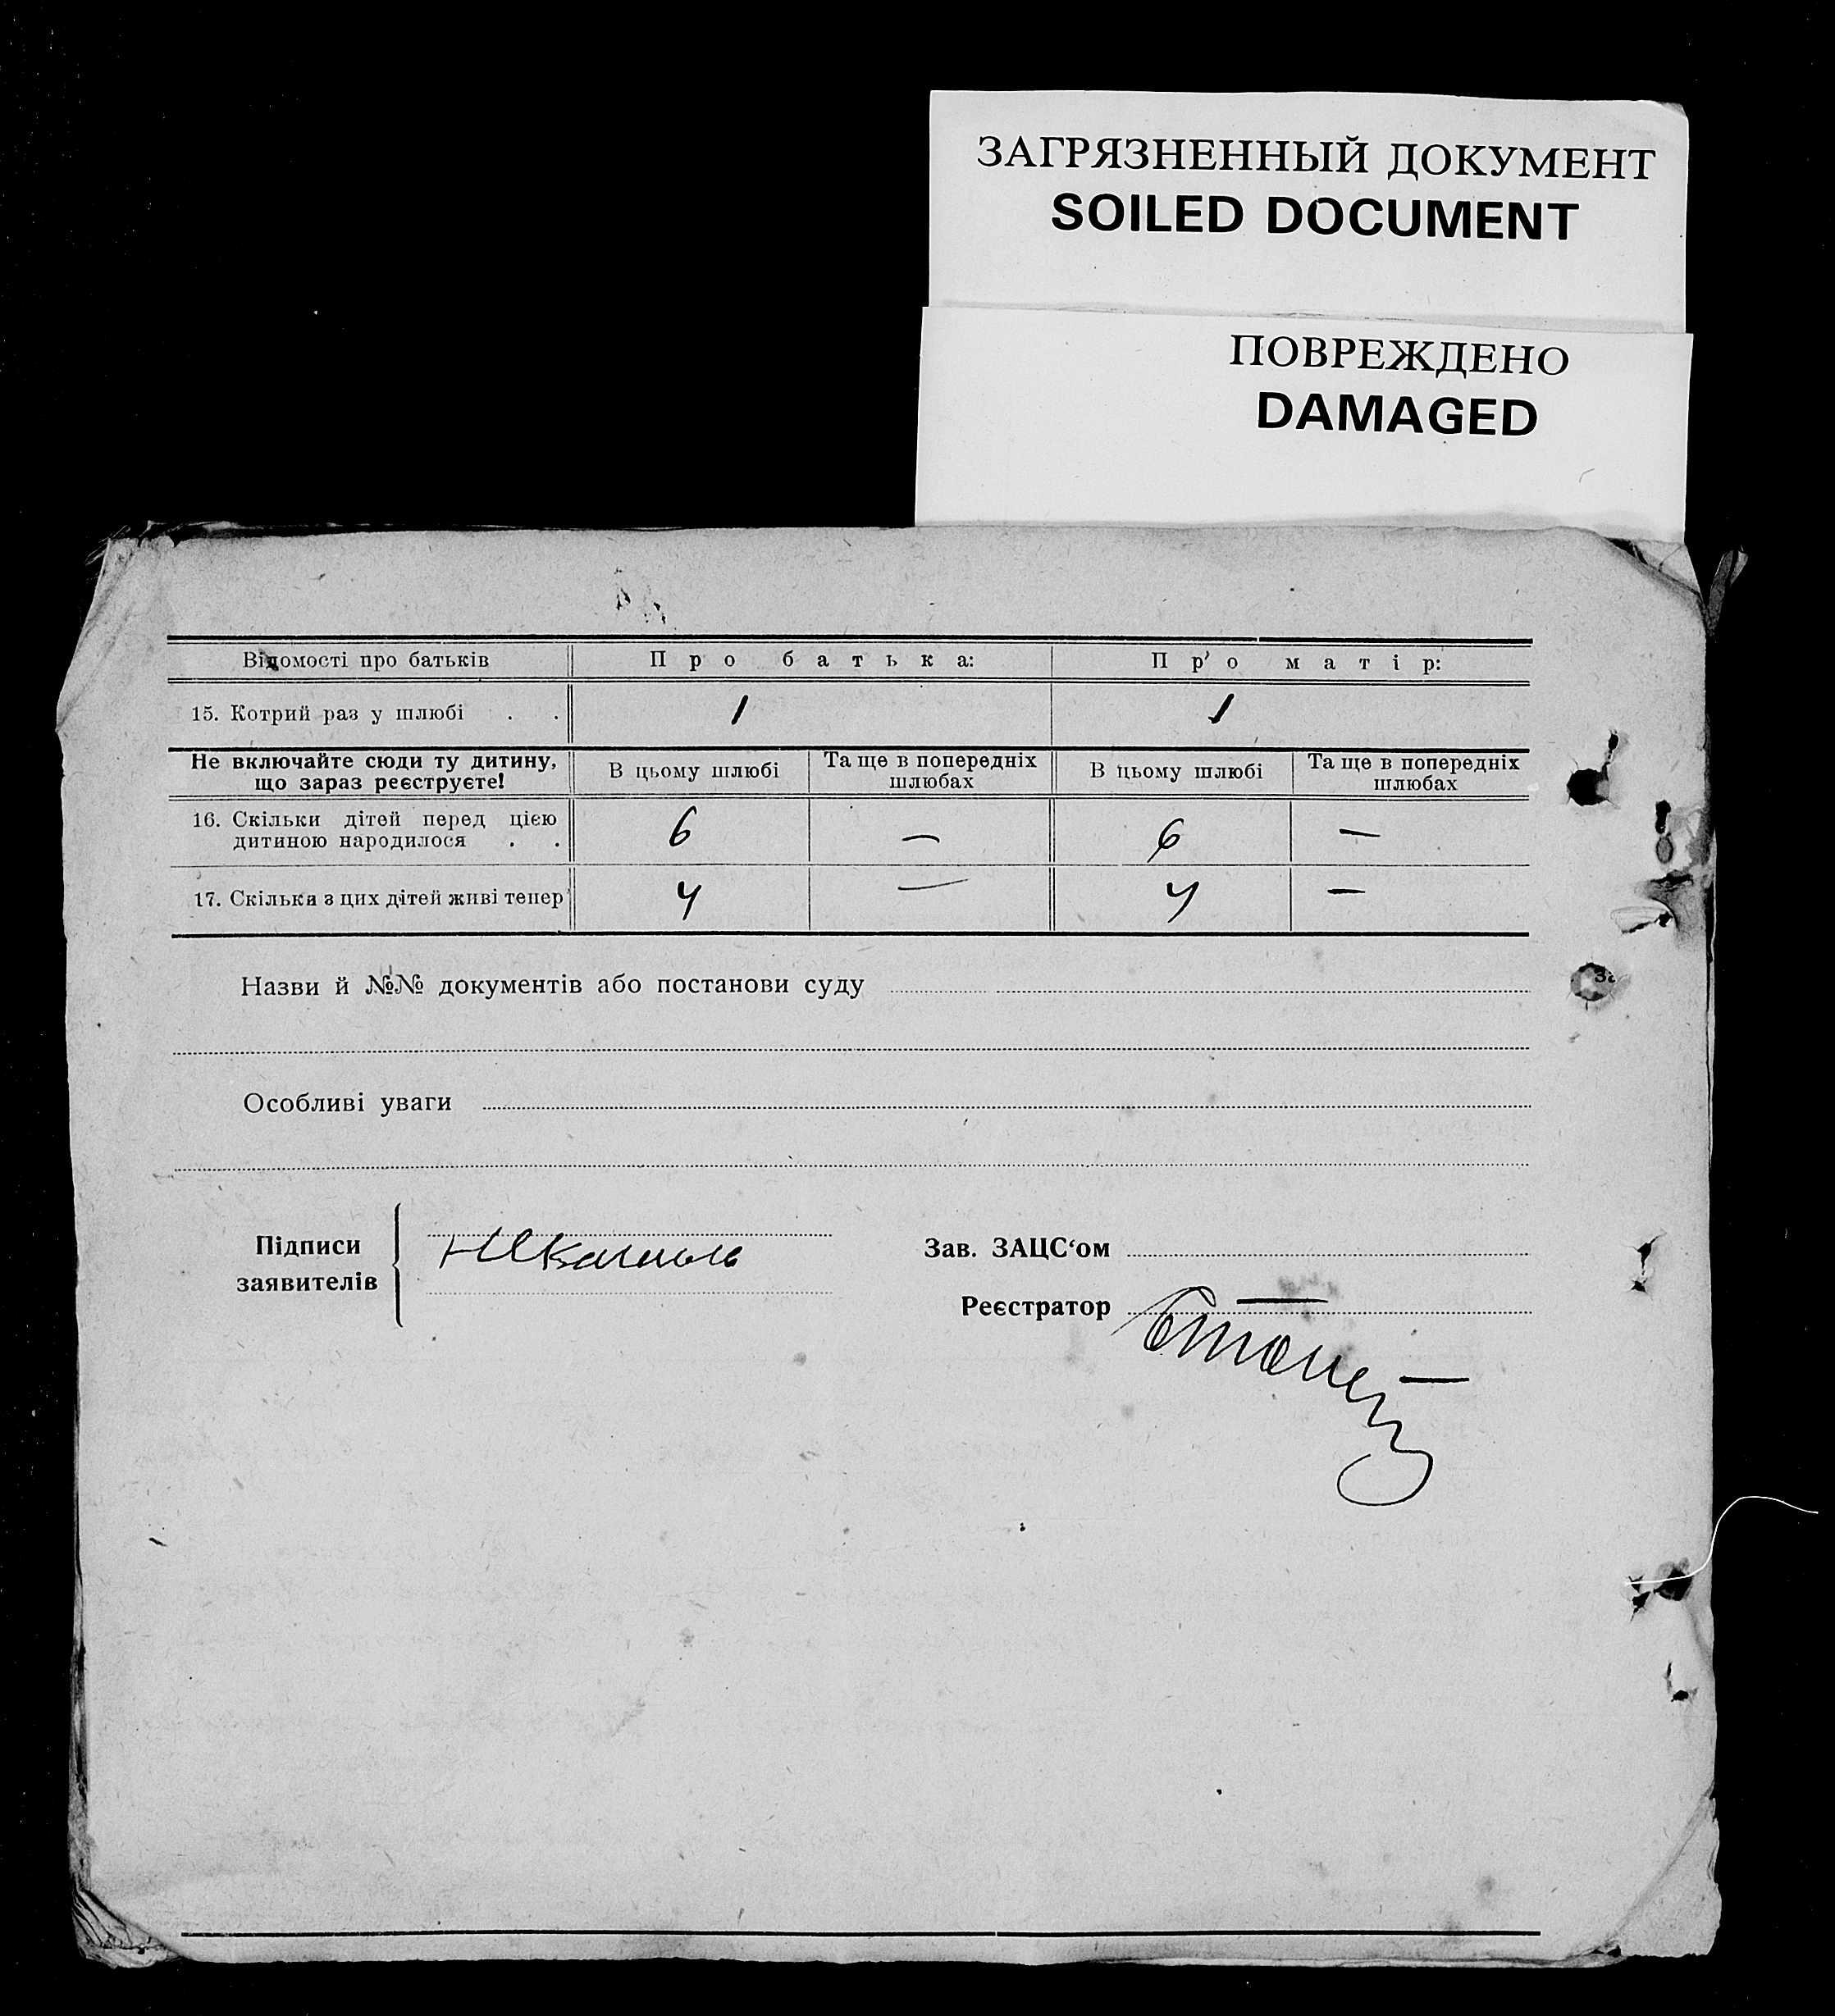 ЗАГРЯЗНЕННЫЙ ДОКУМЕНТ
SOILED DOCUMENT
ПОВРЕЖДЕНО
DAMAGED
Відомості про батьків Про батька: Про матір:
15. Котрий раз у шлюбі . . 1 1
Не включайте сюди ту дитину, що зараз реєструєте! В цьому шлюбі Та ще в попередніх шлюбах В цьому шлюбі Та ще в попередніх шлюбах
16. Скільки дітей перед цією дитиною народилося . . 6 — 6 —
17. Скільки з цих дітей живі тепер 4 — 4 —
Назви й №№ документів або постанови суду
Особливі уваги
Підписи заявителів
Зав. ЗАЦС‘ом
Реєстратор
За